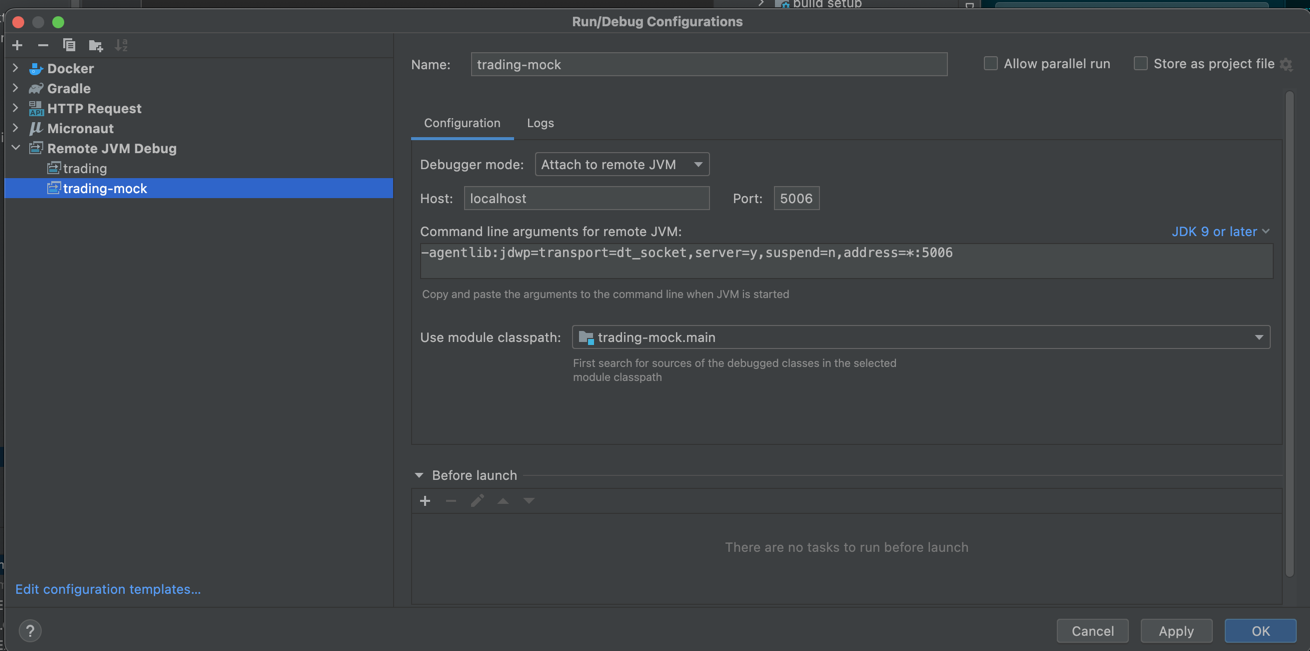 build setup
Run/Debug Configurations
Docker
Gradle
HTTP Request
Micronaut
Remote JVM Debug
trading
trading-mock
Edit configuration templates...
Name: trading-mock
Allow parallel run
Store as project file
Configuration Logs
Debugger mode: Attach to remote JVM
Host: localhost Port: 5006
Command line arguments for remote JVM: JDK 9 or later
-agentlib:jdwp=transport=dt_socket,server=y,suspend=n,address=*:5006
Copy and paste the arguments to the command line when JVM is started
Use module classpath: trading-mock.main
First search for sources of the debugged classes in the selected
module classpath
Before launch
There are no tasks to run before launch
? Cancel Apply OK